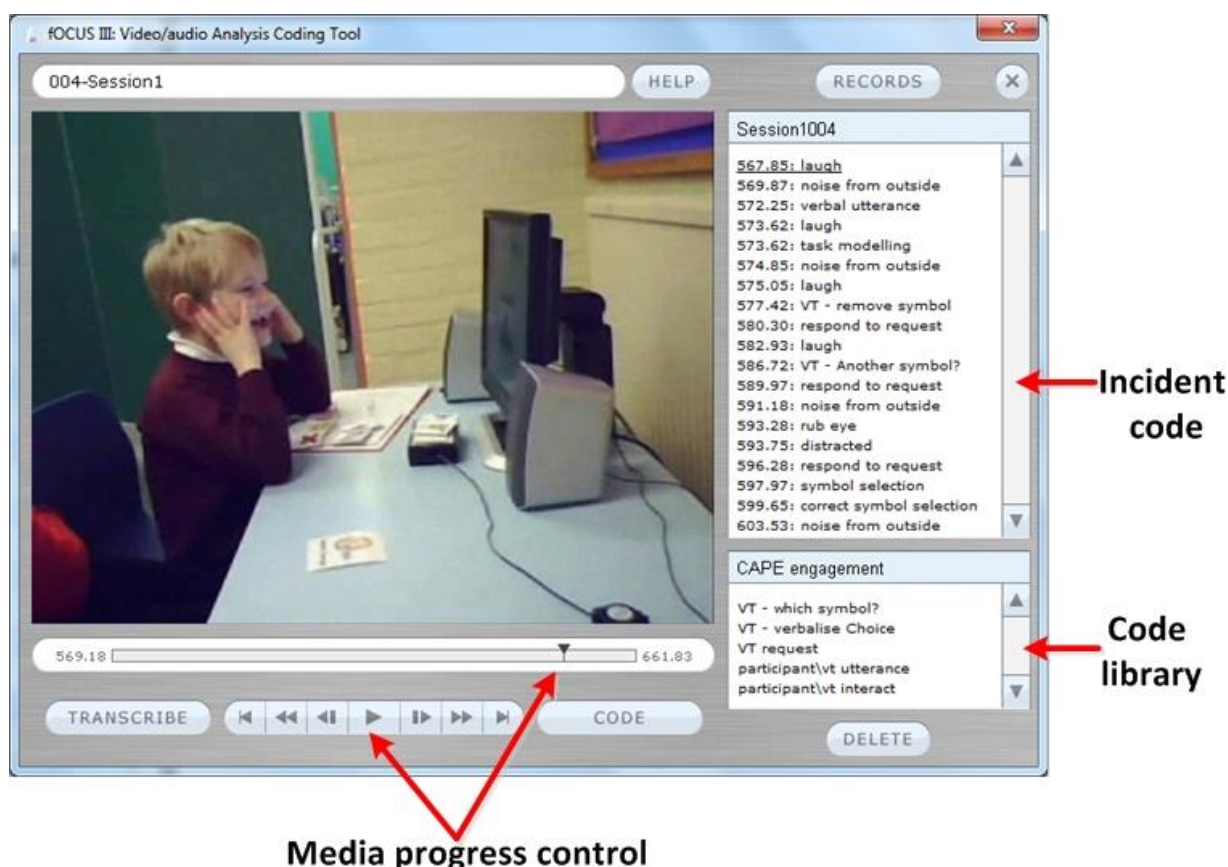 fOCUS III: Video/audio Analysis Coding Tool
004-Session1
HELP
RECORDS
Session1004
567.85: laugh
569.87: noise from outside
572.25: verbal utterance
573.62: laugh
573.62: task modelling
574.85: noise from outside
575.05: laugh
577.42: VT - remove symbol
580.30: respond to request
582.93: laugh
586.72: VT - Another symbol?
589.97: respond to request
591.18: noise from outside
593.28: rub eye
593.75: distracted
596.28: respond to request
597.97: symbol selection
599.65: correct symbol selection
603.53: noise from outside
Incident
code
CAPE engagement
VT - which symbol?
VT - verbalise Choice
VT request
participant\vt utterance
participant\vt interact
Code
library
569.18
661.83
TRANSCRIBE
CODE
DELETE
Media progress control